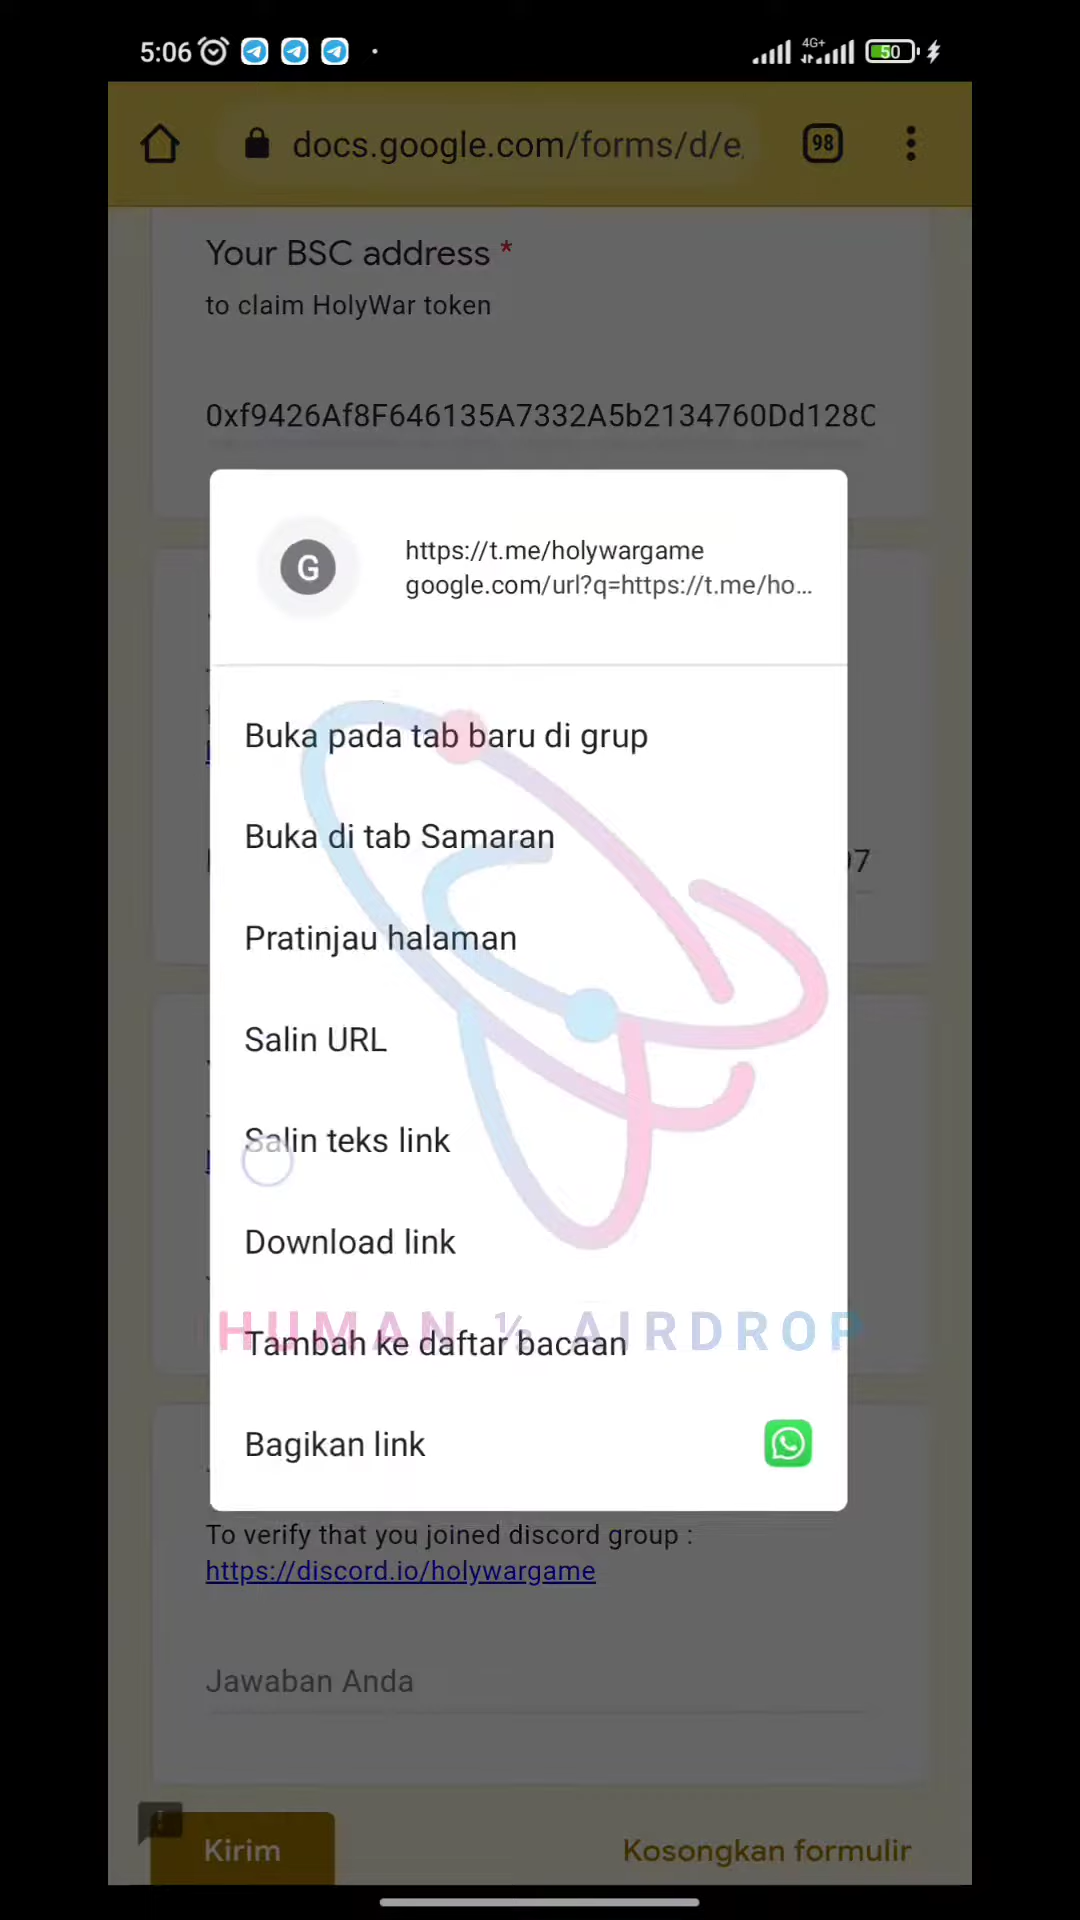 5:06
4G+
50
docs.google.com/forms/d/e
98
Your BSC address *
to claim HolyWar token
0xf9426Af8F646135A7332A5b2134760Dd128C
G
https://t.me/holywargame
google.com/url?q=https://t.me/ho...
Buka pada tab baru di grup
Buka di tab Samaran
97
Pratinjau halaman
Salin URL
Salin teks link
Download link
HUMAN ½ AIRDROP
Tambah ke daftar bacaan
Bagikan link
To verify that you joined discord group :
https://discord.io/holywargame
Jawaban Anda
Kirim
Kosongkan formulir